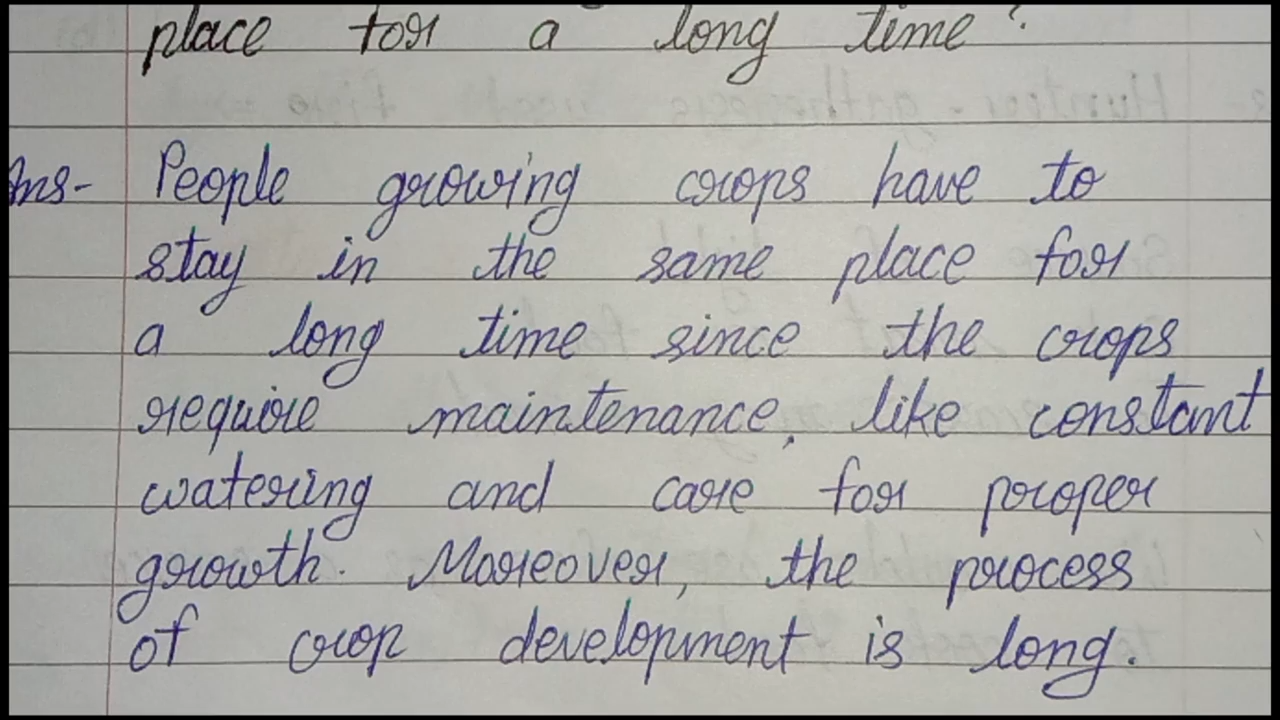 place for a long time?
Ans- People growing crops have to
stay in the same place for
a long time since the crops
require maintenance, like constant
watering and care for proper
growth. Moreover, the process
of crop development is long.